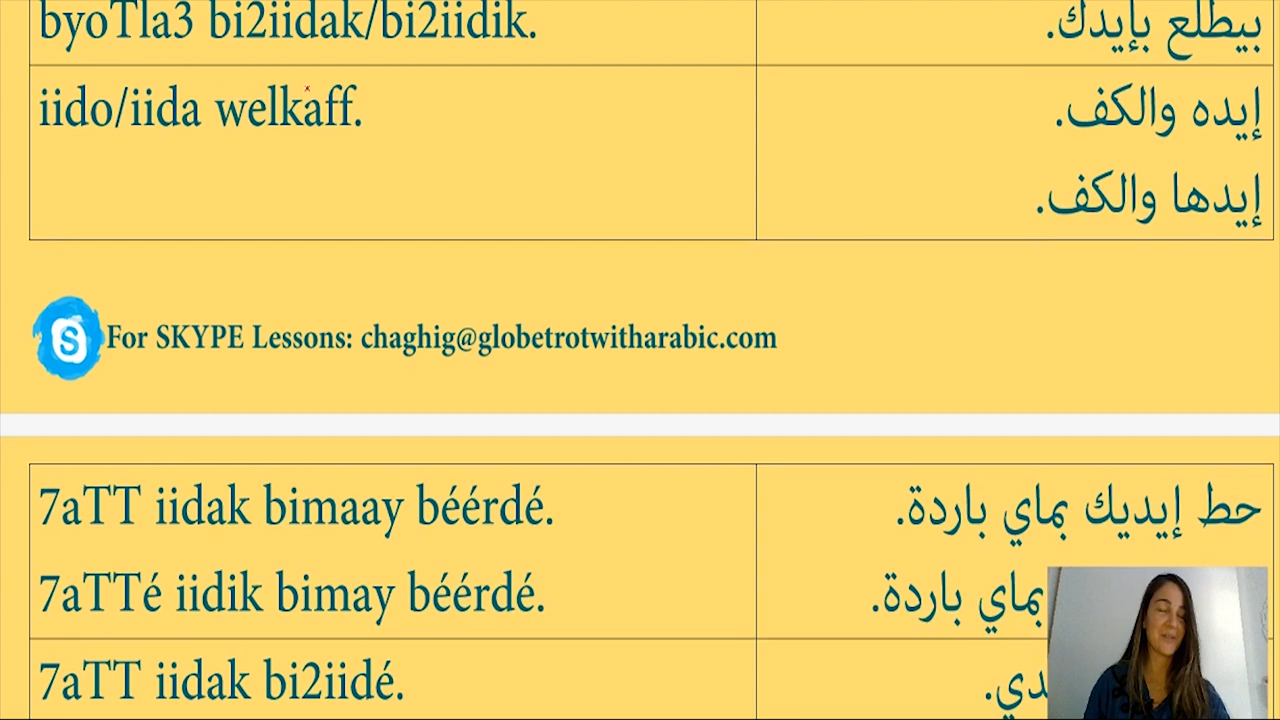 byoTla3 bi2iidak/bi2iidik.
بيطلع بإيدك.
iido/iida welkaff.
إيده والكف.
إيدها والكف.
For SKYPE Lessons: chaghig@globetrotwitharabic.com
7aTT iidak bimaay béérdé.
حط إيديك بماي باردة.
7aTTé iidik bimay béérdé.
بماي باردة.
7aTT iidak bi2iidé.